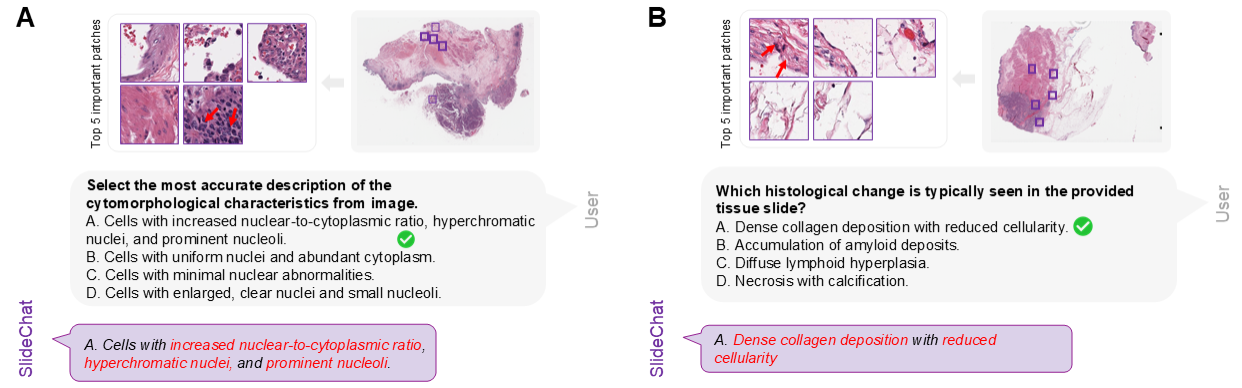 A
Top 5 important patches
Select the most accurate description of the
cytomorphological characteristics from image.
A. Cells with increased nuclear-to-cytoplasmic ratio, hyperchromatic
nuclei, and prominent nucleoli.
B. Cells with uniform nuclei and abundant cytoplasm.
C. Cells with minimal nuclear abnormalities.
D. Cells with enlarged, clear nuclei and small nucleoli.
User
SlideChat
A. Cells with increased nuclear-to-cytoplasmic ratio,
hyperchromatic nuclei, and prominent nucleoli.
B
Top 5 important patches
Which histological change is typically seen in the provided
tissue slide?
A. Dense collagen deposition with reduced cellularity.
B. Accumulation of amyloid deposits.
C. Diffuse lymphoid hyperplasia.
D. Necrosis with calcification.
User
SlideChat
A. Dense collagen deposition with reduced
cellularity